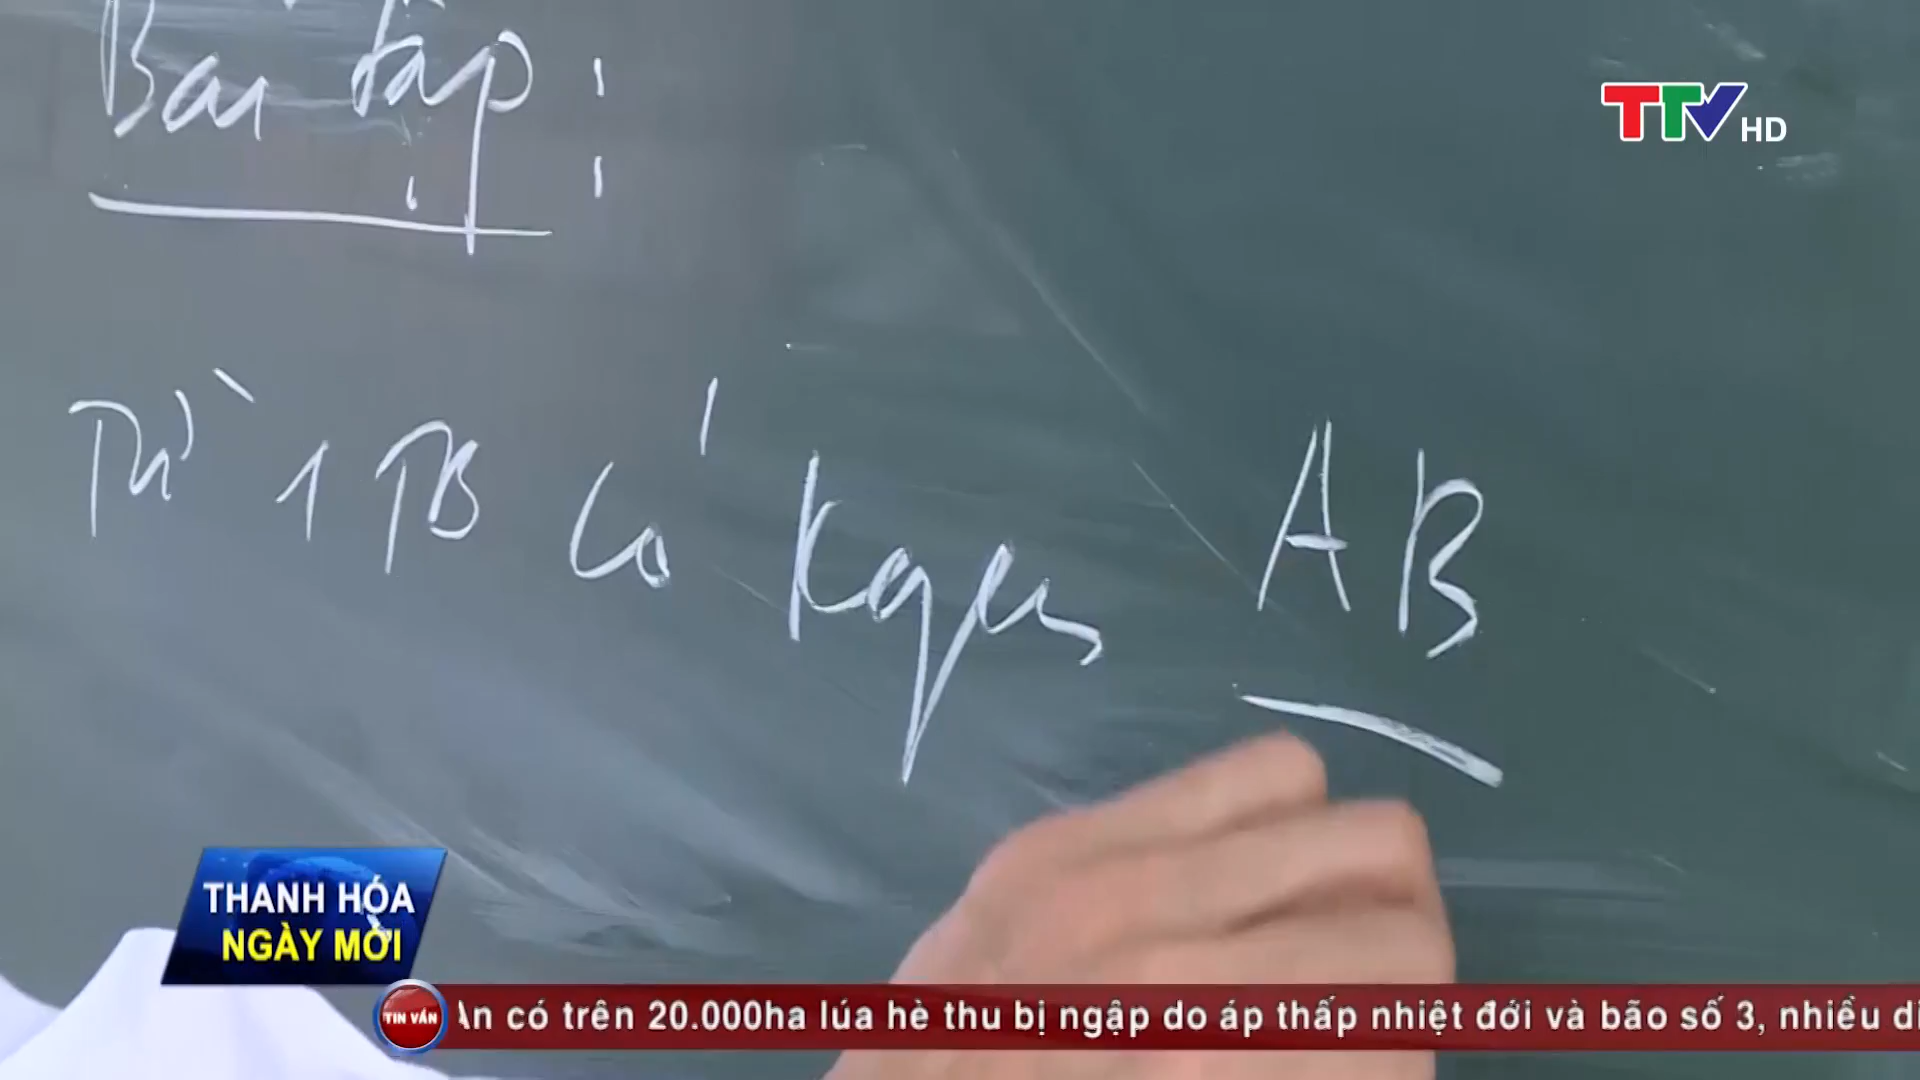 Bài tập :
TTV HD
Từ 1 TB có Kgen AB
THANH HÓA
NGÀY MỚI
TIN VẮN
An có trên 20.000ha lúa hè thu bị ngập do áp thấp nhiệt đới và bão số 3, nhiều di